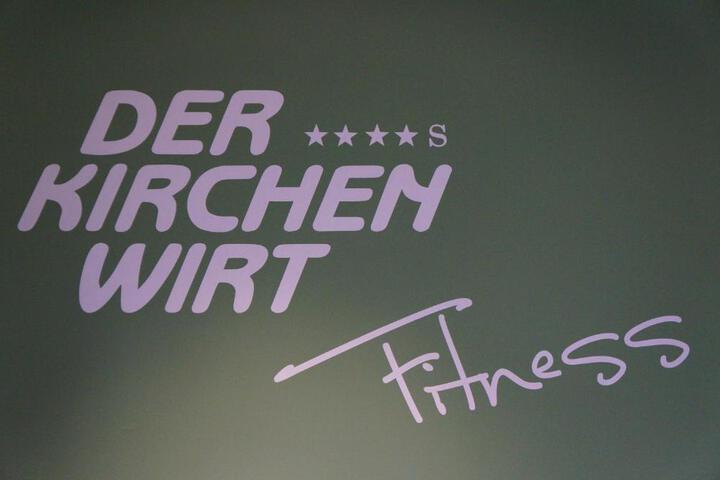 DER ★★★★S
KIRCHEN
WIRT
Fitness